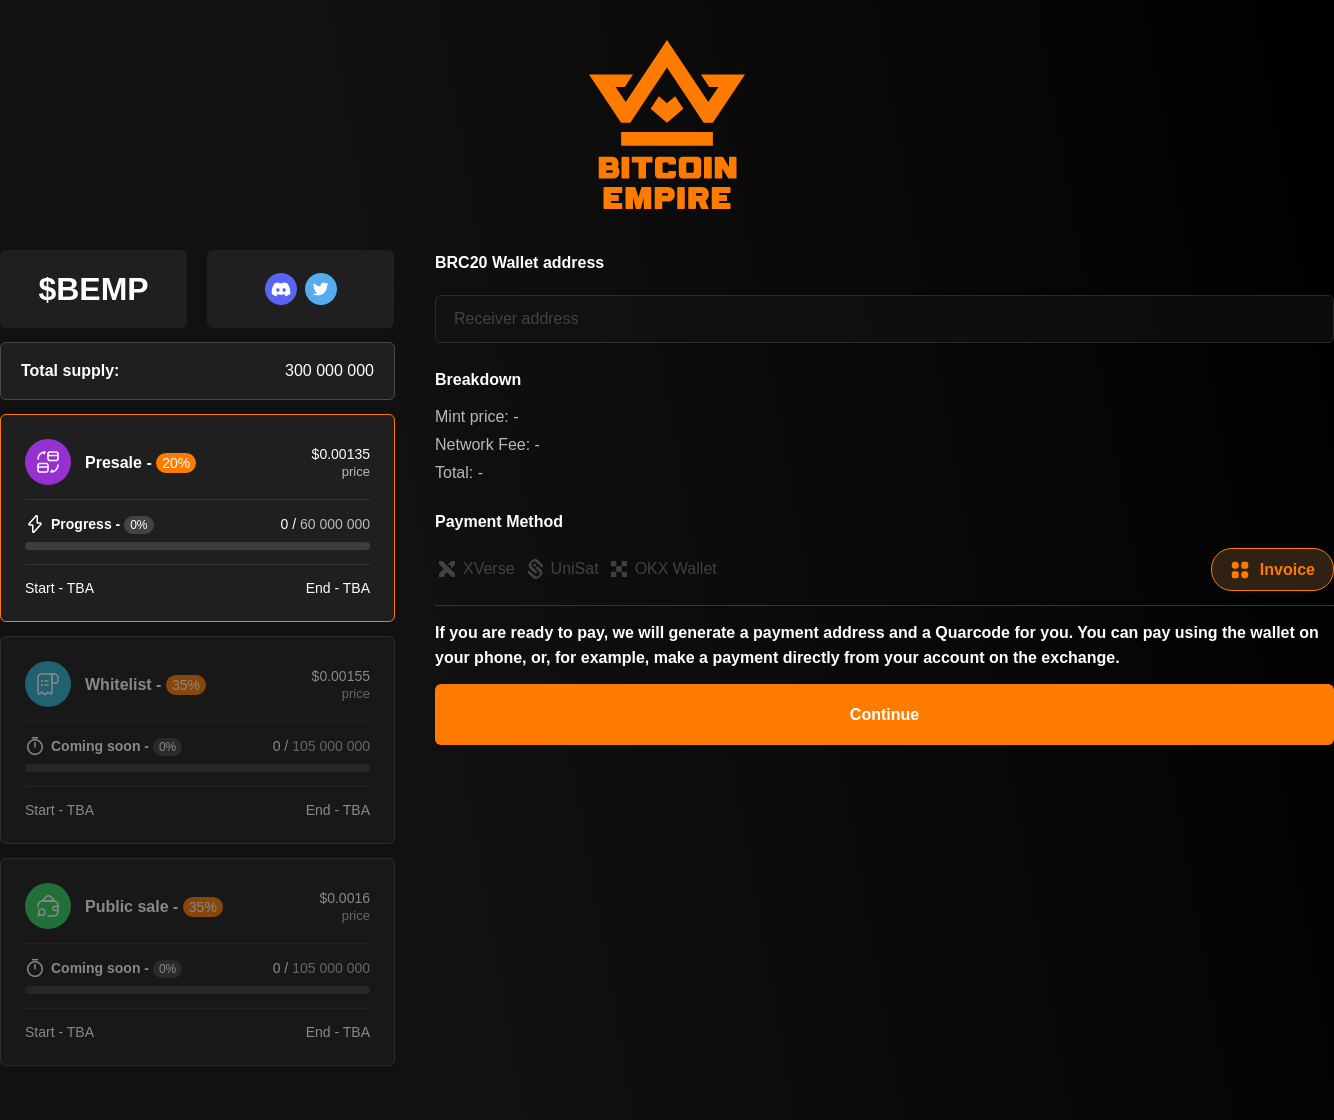 BITCOIN
EMPIRE
$BEMP
Total supply: 300 000 000
Presale - 20%
$0.00135
price
Progress - 0% 0 / 60 000 000
Start - TBA End - TBA
Whitelist - 35%
$0.00155
price
Coming soon - 0% 0 / 105 000 000
Start - TBA End - TBA
Public sale - 35%
$0.0016
price
Coming soon - 0% 0 / 105 000 000
Start - TBA End - TBA
BRC20 Wallet address
Receiver address
Breakdown
Mint price: -
Network Fee: -
Total: -
Payment Method
XVerse UniSat OKX Wallet Invoice
If you are ready to pay, we will generate a payment address and a Quarcode for you. You can pay using the wallet on
your phone, or, for example, make a payment directly from your account on the exchange.
Continue